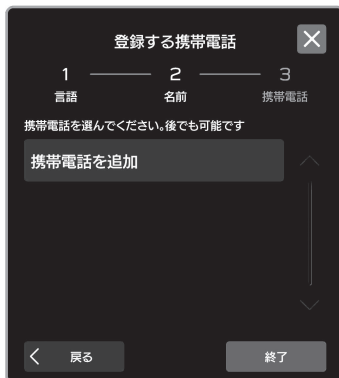 登録する携帯電話
1 2 3
言語 名前 携帯電話
携帯電話を選んでください。後でも可能です
携帯電話を追加
戻る 終了